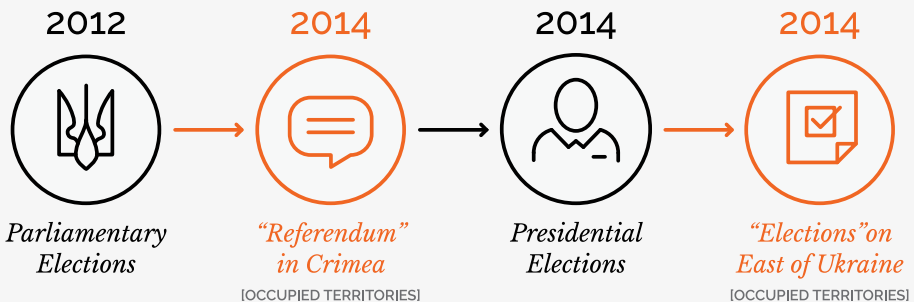 2012
Parliamentary
Elections
2014
“Referendum”
in Crimea
[OCCUPIED TERRITORIES]
2014
Presidential
Elections
2014
“Elections”on
East of Ukraine
[OCCUPIED TERRITORIES]